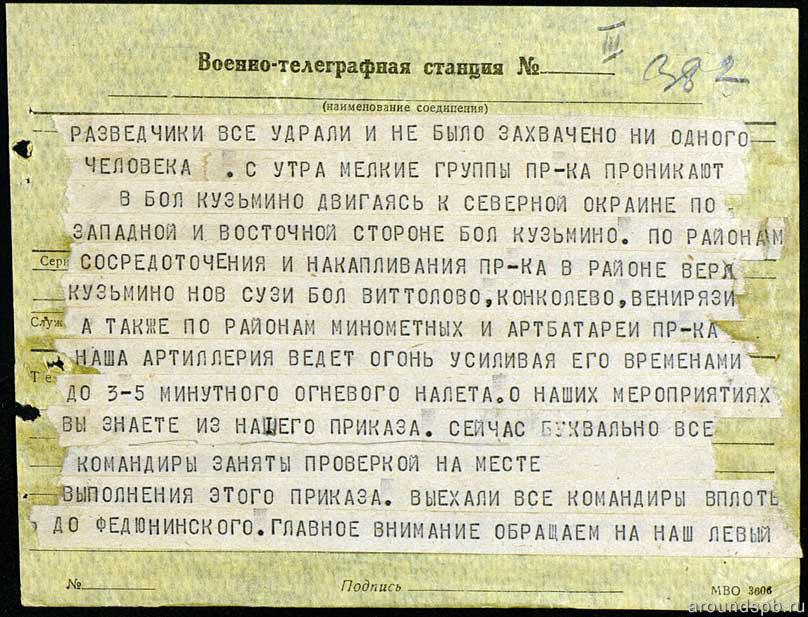 III
382
Военно-телеграфная станция №
(наименование соединения)
РАЗВЕДЧИКИ ВСЕ УДРАЛИ И НЕ БЫЛО ЗАХВАЧЕНО НИ ОДНОГО
ЧЕЛОВЕКА . С УТРА МЕЛКИЕ ГРУППЫ ПР-КА ПРОНИКАЮТ
В БОЛ КУЗЬМИНО ДВИГАЯСЬ К СЕВЕРНОЙ ОКРАИНЕ ПО
ЗАПАДНОЙ И ВОСТОЧНОЙ СТОРОНЕ БОЛ КУЗЬМИНО. ПО РАЙОНАМ
Сери
СОСРЕДОТОЧЕНИЯ И НАКАПЛИВАНИЯ ПР-КА В РАЙОНЕ ВЕРХ
КУЗЬМИНО НОВ СУЗИ БОЛ ВИТТОЛОВО,КОНКОЛЕВО,ВЕНИРЯЗИ
Служ
А ТАКЖЕ ПО РАЙОНАМ МИНОМЕТНЫХ И АРТБАТАРЕИ ПР-КА
НАША АРТИЛЛЕРИЯ ВЕДЕТ ОГОНЬ УСИЛИВАЯ ЕГО ВРЕМЕНАМИ
Те
ДО 3-5 МИНУТНОГО ОГНЕВОГО НАЛЕТА.О НАШИХ МЕРОПРИЯТИЯХ
ВЫ ЗНАЕТЕ ИЗ НАШЕГО ПРИКАЗА. СЕЙЧАС БУКВАЛЬНО ВСЕ
КОМАНДИРЫ ЗАНЯТЫ ПРОВЕРКОЙ НА МЕСТЕ
ВЫПОЛНЕНИЯ ЭТОГО ПРИКАЗА. ВЫЕХАЛИ ВСЕ КОМАНДИРЫ ВПЛОТЬ
Ь ДО ФЕДЮНИНСКОГО.ГЛАВНОЕ ВНИМАНИЕ ОБРАЩАЕМ НА НАШ ЛЕВЫЙ
№ Подпись МВО 3606
aroundspb.ru